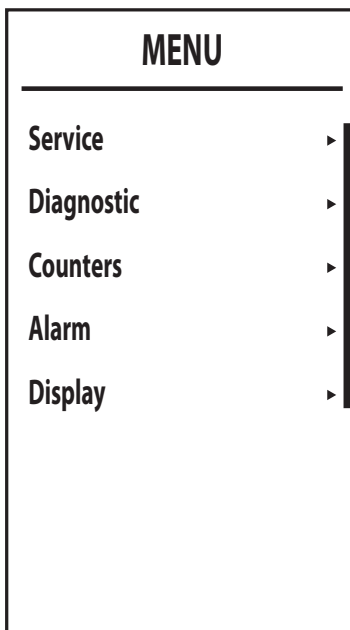 MENU
Service
Diagnostic
Counters
Alarm
Display